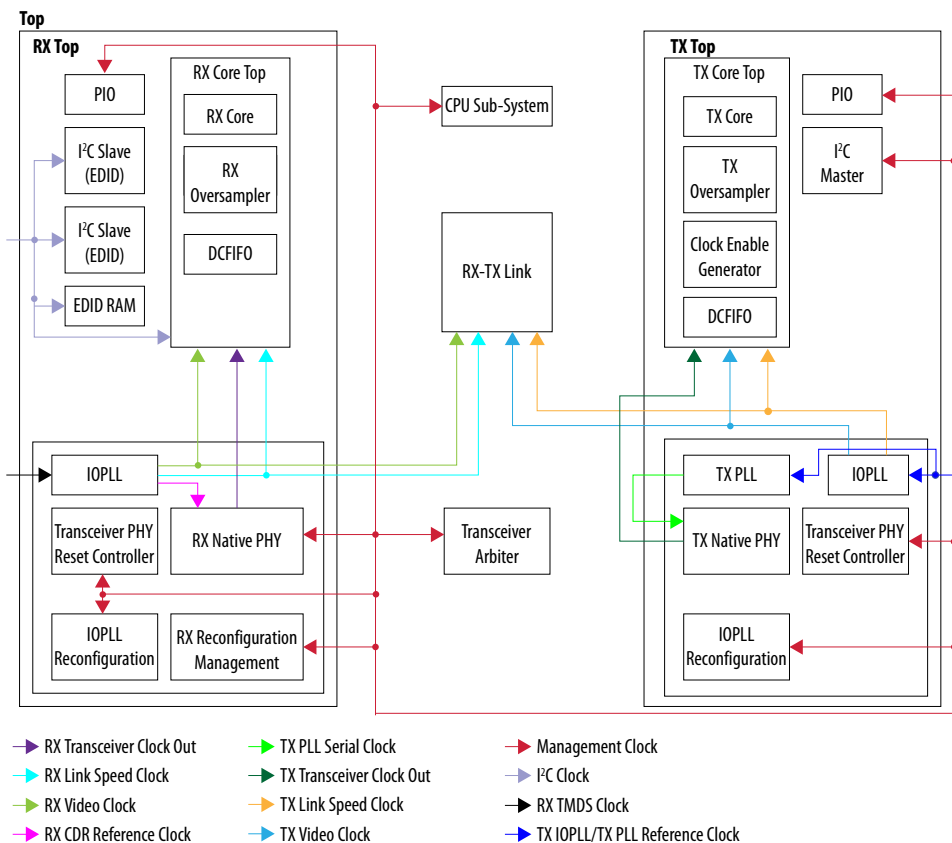 Top
RX Top
PIO
I²C Slave
(EDID)
I²C Slave
(EDID)
EDID RAM
RX Core Top
RX Core
RX
Oversampler
DCFIFO
IOPLL
Transceiver PHY
Reset Controller
RX Native PHY
IOPLL
Reconfiguration
RX Reconfiguration
Management
CPU Sub-System
RX-TX Link
Transceiver
Arbiter
TX Top
TX Core Top
TX Core
TX
Oversampler
Clock Enable
Generator
DCFIFO
PIO
I²C
Master
TX PLL
IOPLL
TX Native PHY
Transceiver PHY
Reset Controller
IOPLL
Reconfiguration
RX Transceiver Clock Out
RX Link Speed Clock
RX Video Clock
RX CDR Reference Clock
TX PLL Serial Clock
TX Transceiver Clock Out
TX Link Speed Clock
TX Video Clock
Management Clock
I²C Clock
RX TMDS Clock
TX IOPLL/TX PLL Reference Clock